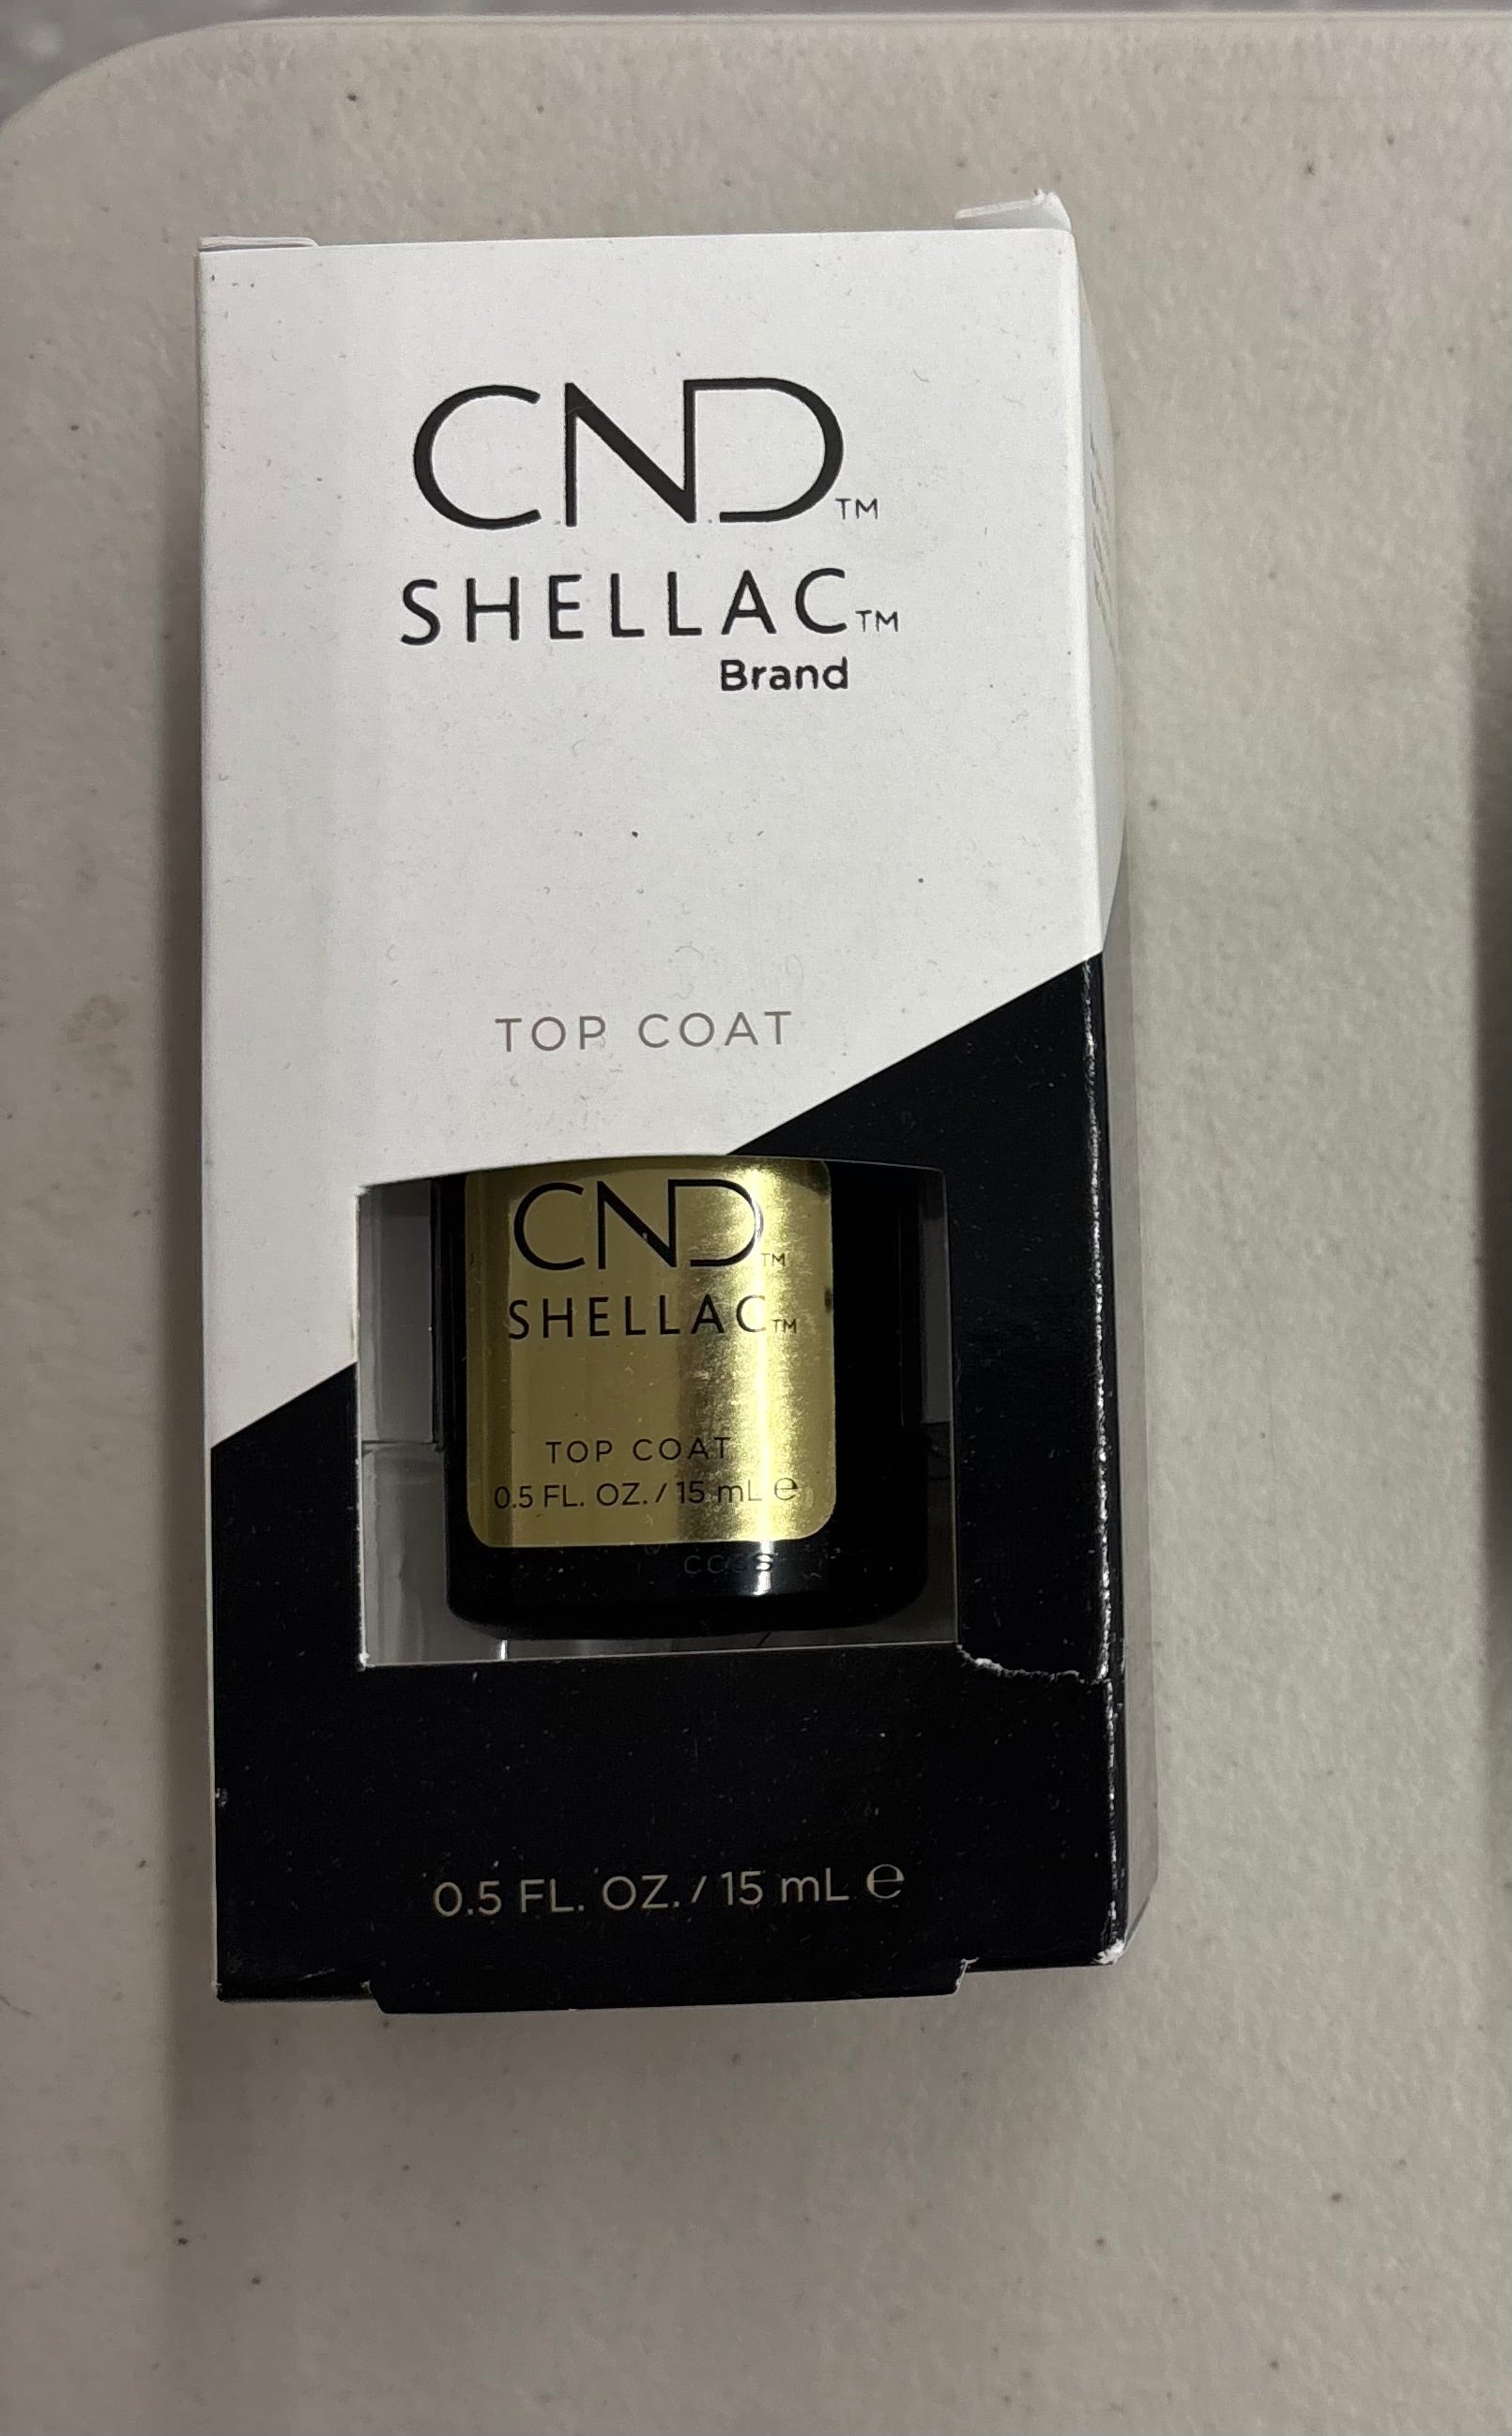 CND™
SHELLAC™
Brand
TOP COAT
CND™
SHELLAC™
TOP COAT
0.5 FL. OZ. / 15 mL ℮
0.5 FL. OZ. / 15 mL ℮